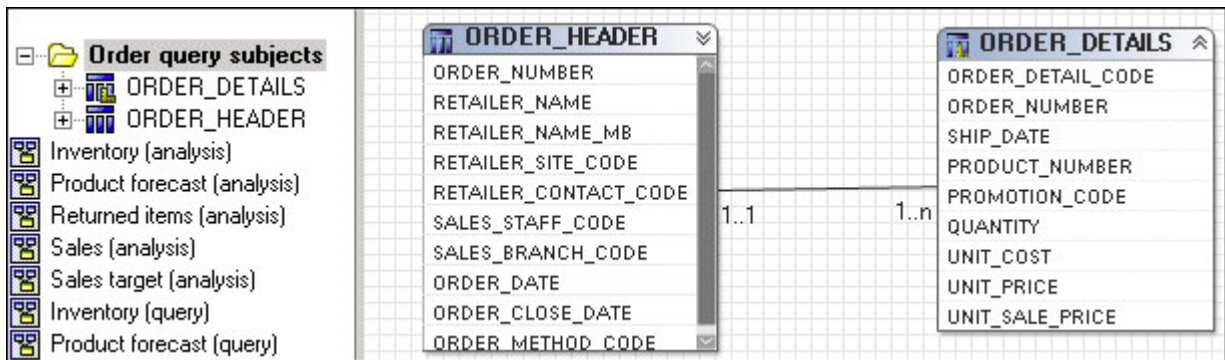 Order query subjects
ORDER_DETAILS
ORDER_HEADER
Inventory (analysis)
Product forecast (analysis)
Returned items (analysis)
Sales (analysis)
Sales target (analysis)
Inventory (query)
Product forecast (query)
ORDER_HEADER
ORDER_NUMBER
RETAILER_NAME
RETAILER_NAME_MB
RETAILER_SITE_CODE
RETAILER_CONTACT_CODE
SALES_STAFF_CODE
SALES_BRANCH_CODE
ORDER_DATE
ORDER_CLOSE_DATE
ORDER_METHOD_CODE
1..1
1..n
ORDER_DETAILS
ORDER_DETAIL_CODE
ORDER_NUMBER
SHIP_DATE
PRODUCT_NUMBER
PROMOTION_CODE
QUANTITY
UNIT_COST
UNIT_PRICE
UNIT_SALE_PRICE